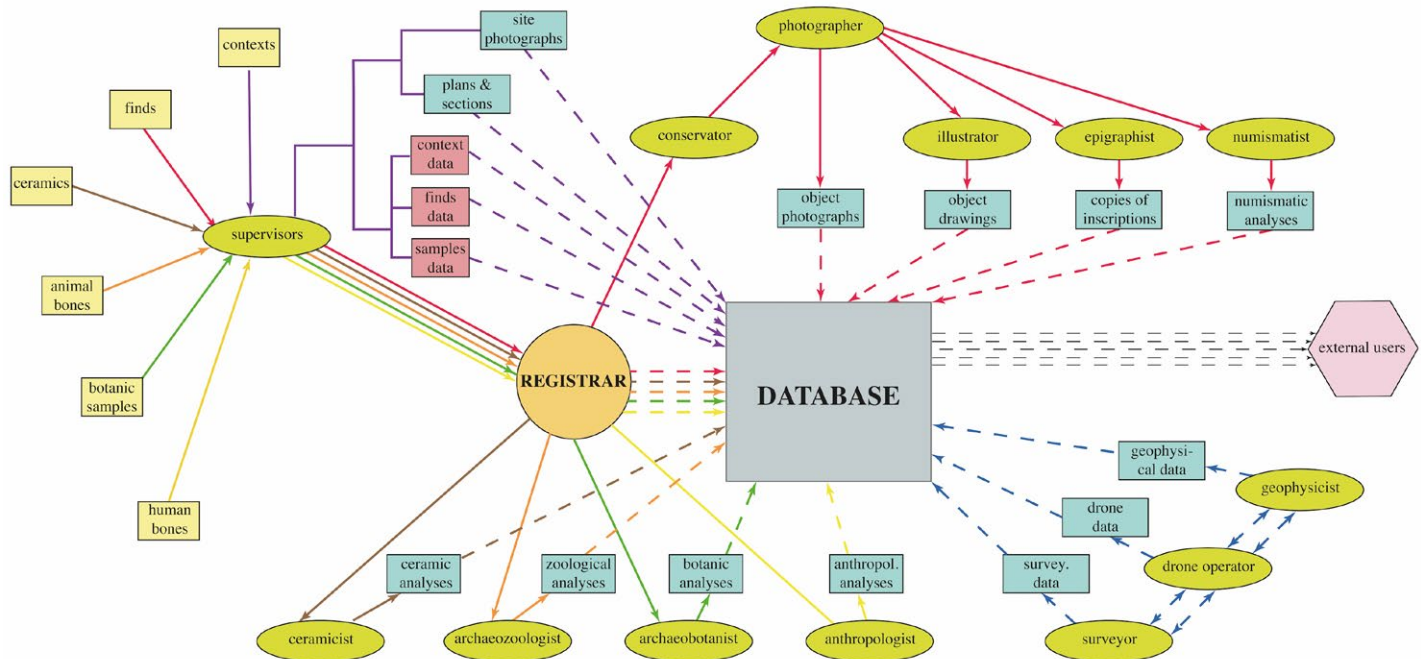 site
photographs
photographer
contexts
plans &
sections
finds
conservator
illustrator
epigraphist
numismatist
context
data
ceramics
finds
data
object
photographs
object
drawings
copies of
inscriptions
numismatic
analyses
supervisors
samples
data
animal
bones
external users
REGISTRAR
DATABASE
botanic
samples
geophysi-
cal data
geophysicist
human
bones
drone
data
ceramic
analyses
zoological
analyses
botanic
analyses
anthropol.
analyses
survey.
data
drone operator
ceramicist
archaeozoologist
archaeobotanist
anthropologist
surveyor